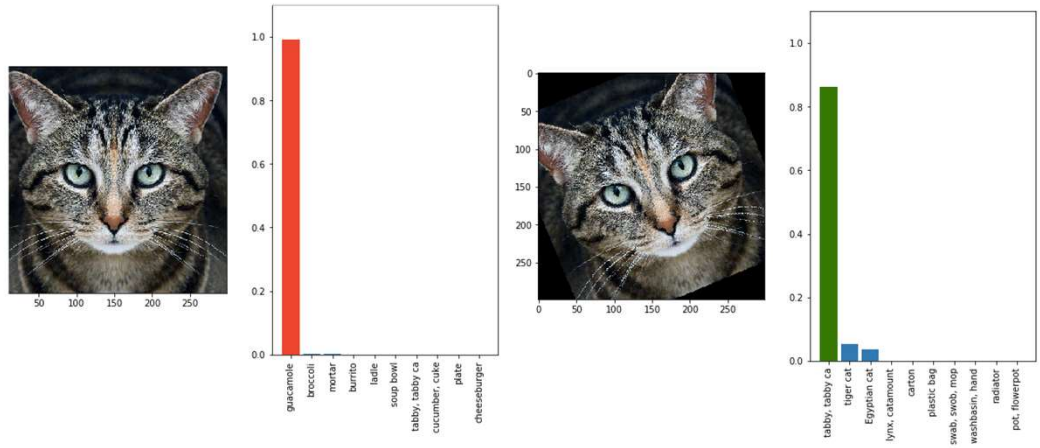 50
100
150
200
250
1.0
0.8
0.6
0.4
0.2
0.0
guacamole
broccoli
mortar
burrito
ladle
soup bowl
tabby, tabby ca
cucumber, cuke
plate
cheeseburger
0
50
100
150
200
250
0
50
100
150
200
250
1.0
0.8
0.6
0.4
0.2
0.0
tabby, tabby ca
tiger cat
Egyptian cat
lynx, catamount
carton
plastic bag
swab, swob, mop
washbasin, hand
radiator
pot, flowerpot